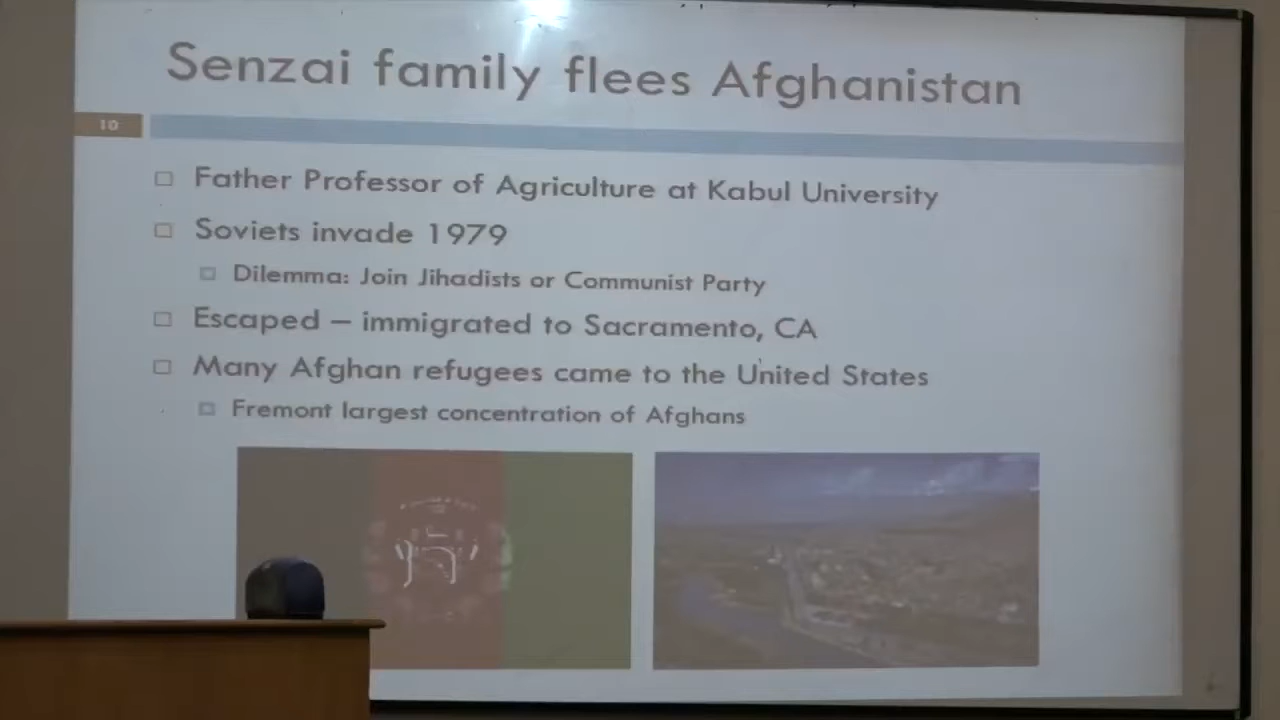 Senzai family flees Afghanistan
10
Father Professor of Agriculture at Kabul University
Soviets invade 1979
Dilemma: Join Jihadists or Communist Party
Escaped – immigrated to Sacramento, CA
Many Afghan refugees came to the United States
Fremont largest concentration of Afghans